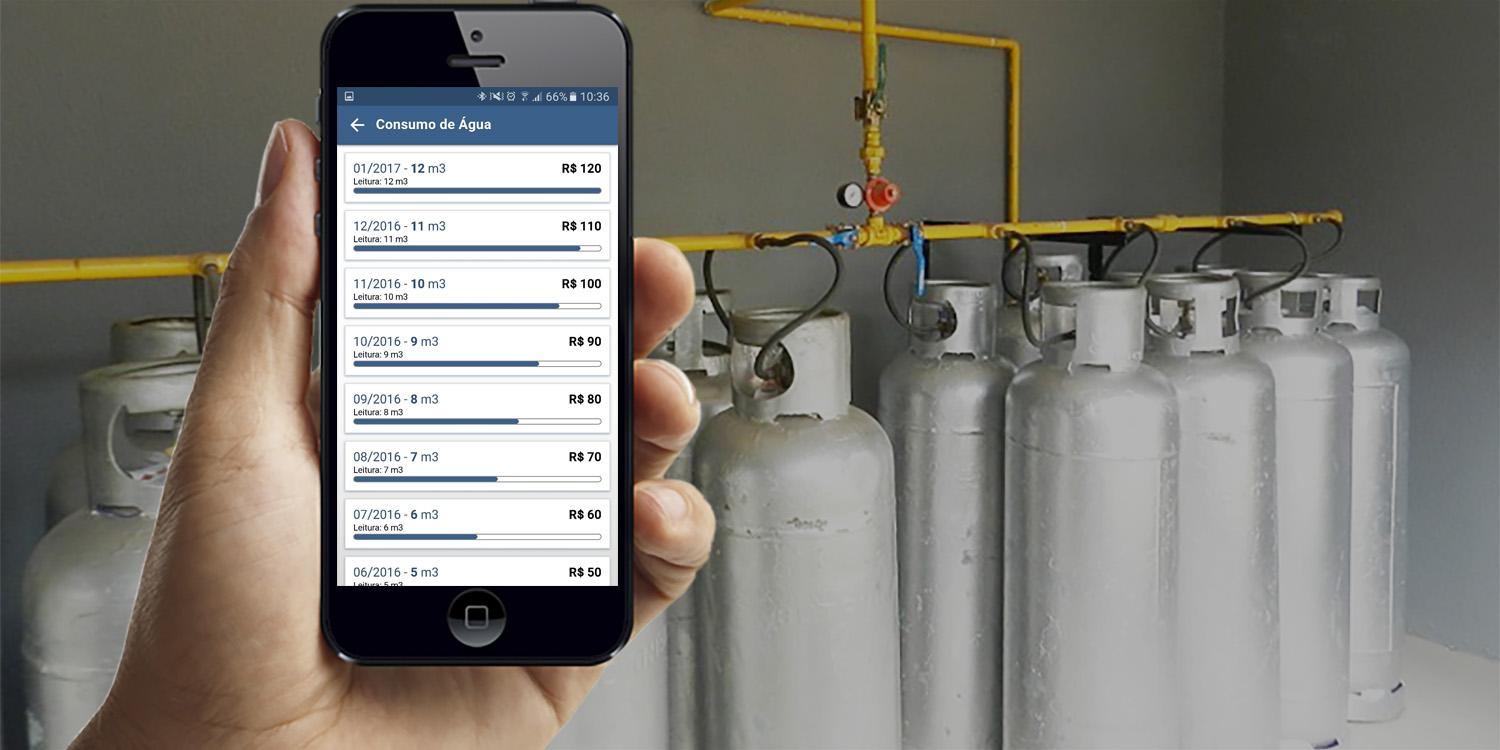 66% 10:36
Consumo de Água
01/2017 - 12 m3 R$ 120
Leitura: 12 m3
12/2016 - 11 m3 R$ 110
Leitura: 11 m3
11/2016 - 10 m3 R$ 100
Leitura: 10 m3
10/2016 - 9 m3 R$ 90
Leitura: 9 m3
09/2016 - 8 m3 R$ 80
Leitura: 8 m3
08/2016 - 7 m3 R$ 70
Leitura: 7 m3
07/2016 - 6 m3 R$ 60
Leitura: 6 m3
06/2016 - 5 m3 R$ 50
Leitura: 5 m3